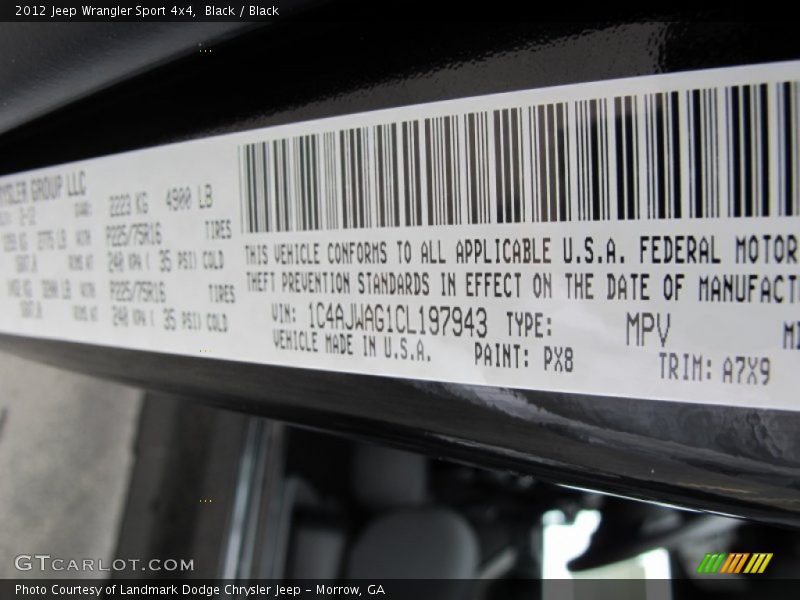 2012 Jeep Wrangler Sport 4x4, Black / Black
GROUP LLC
2223 KG 4900 LB
P225/75R16 TIRES
240 KPA ( 35 PSI) COLD
P225/75R16 TIRES
240 KPA ( 35 PSI) COLD
THIS VEHICLE CONFORMS TO ALL APPLICABLE U.S.A. FEDERAL MOTOR
THEFT PREVENTION STANDARDS IN EFFECT ON THE DATE OF MANUFACT
VIN: 1C4AJWAG1CL197943 TYPE: MPV
VEHICLE MADE IN U.S.A. PAINT: PX8 TRIM: A7X9
GTCARLOT.COM
Photo Courtesy of Landmark Dodge Chrysler Jeep - Morrow, GA